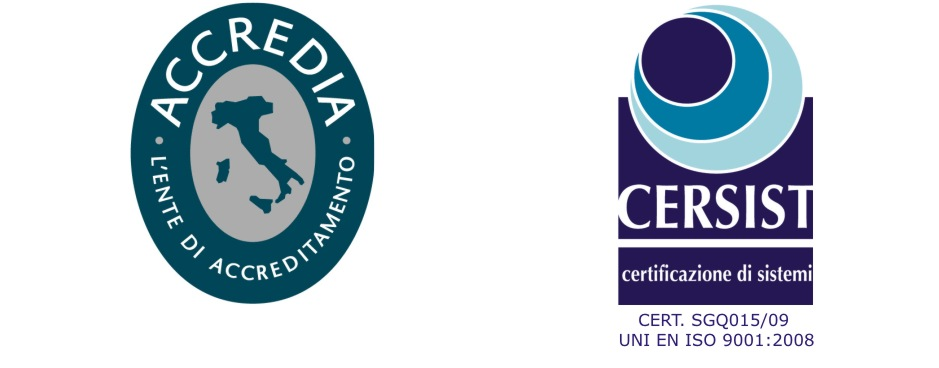 ACCREDIA
L'ENTE DI ACCREDITAMENTO
CERSIST
certificazione di sistemi
CERT. SGQ015/09
UNI EN ISO 9001:2008